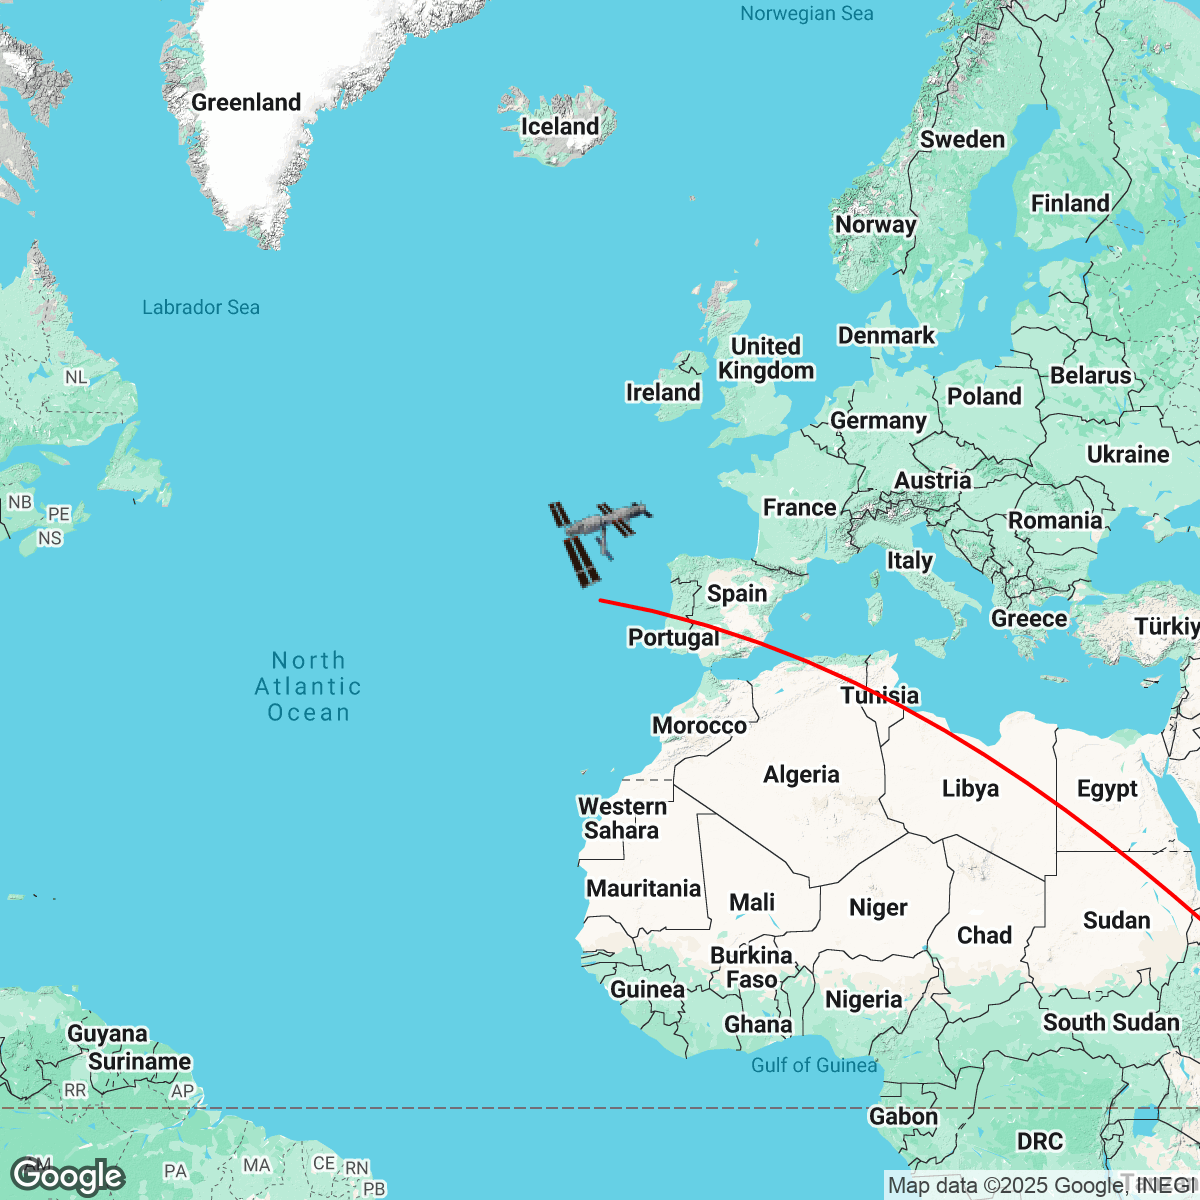 Norwegian Sea
Greenland
Iceland
Sweden
Finland
Norway
Labrador Sea
Denmark
United
Kingdom
NL
Belarus
Ireland
Poland
Germany
Ukraine
Austria
NB
PE
France
Romania
NS
Italy
Spain
Greece
Türkiy
Portugal
North
Atlantic
Ocean
Tunisia
Morocco
Algeria
Libya
Egypt
Western
Sahara
Mauritania
Mali
Niger
Sudan
Chad
Burkina
Faso
Guinea
Nigeria
Ghana
South Sudan
Guyana
Suriname
Gulf of Guinea
RR
AP
Gabon
DRC
AM
PA
MA
CE
RN
PB
Google
Map data ©2025 Google, INEGI